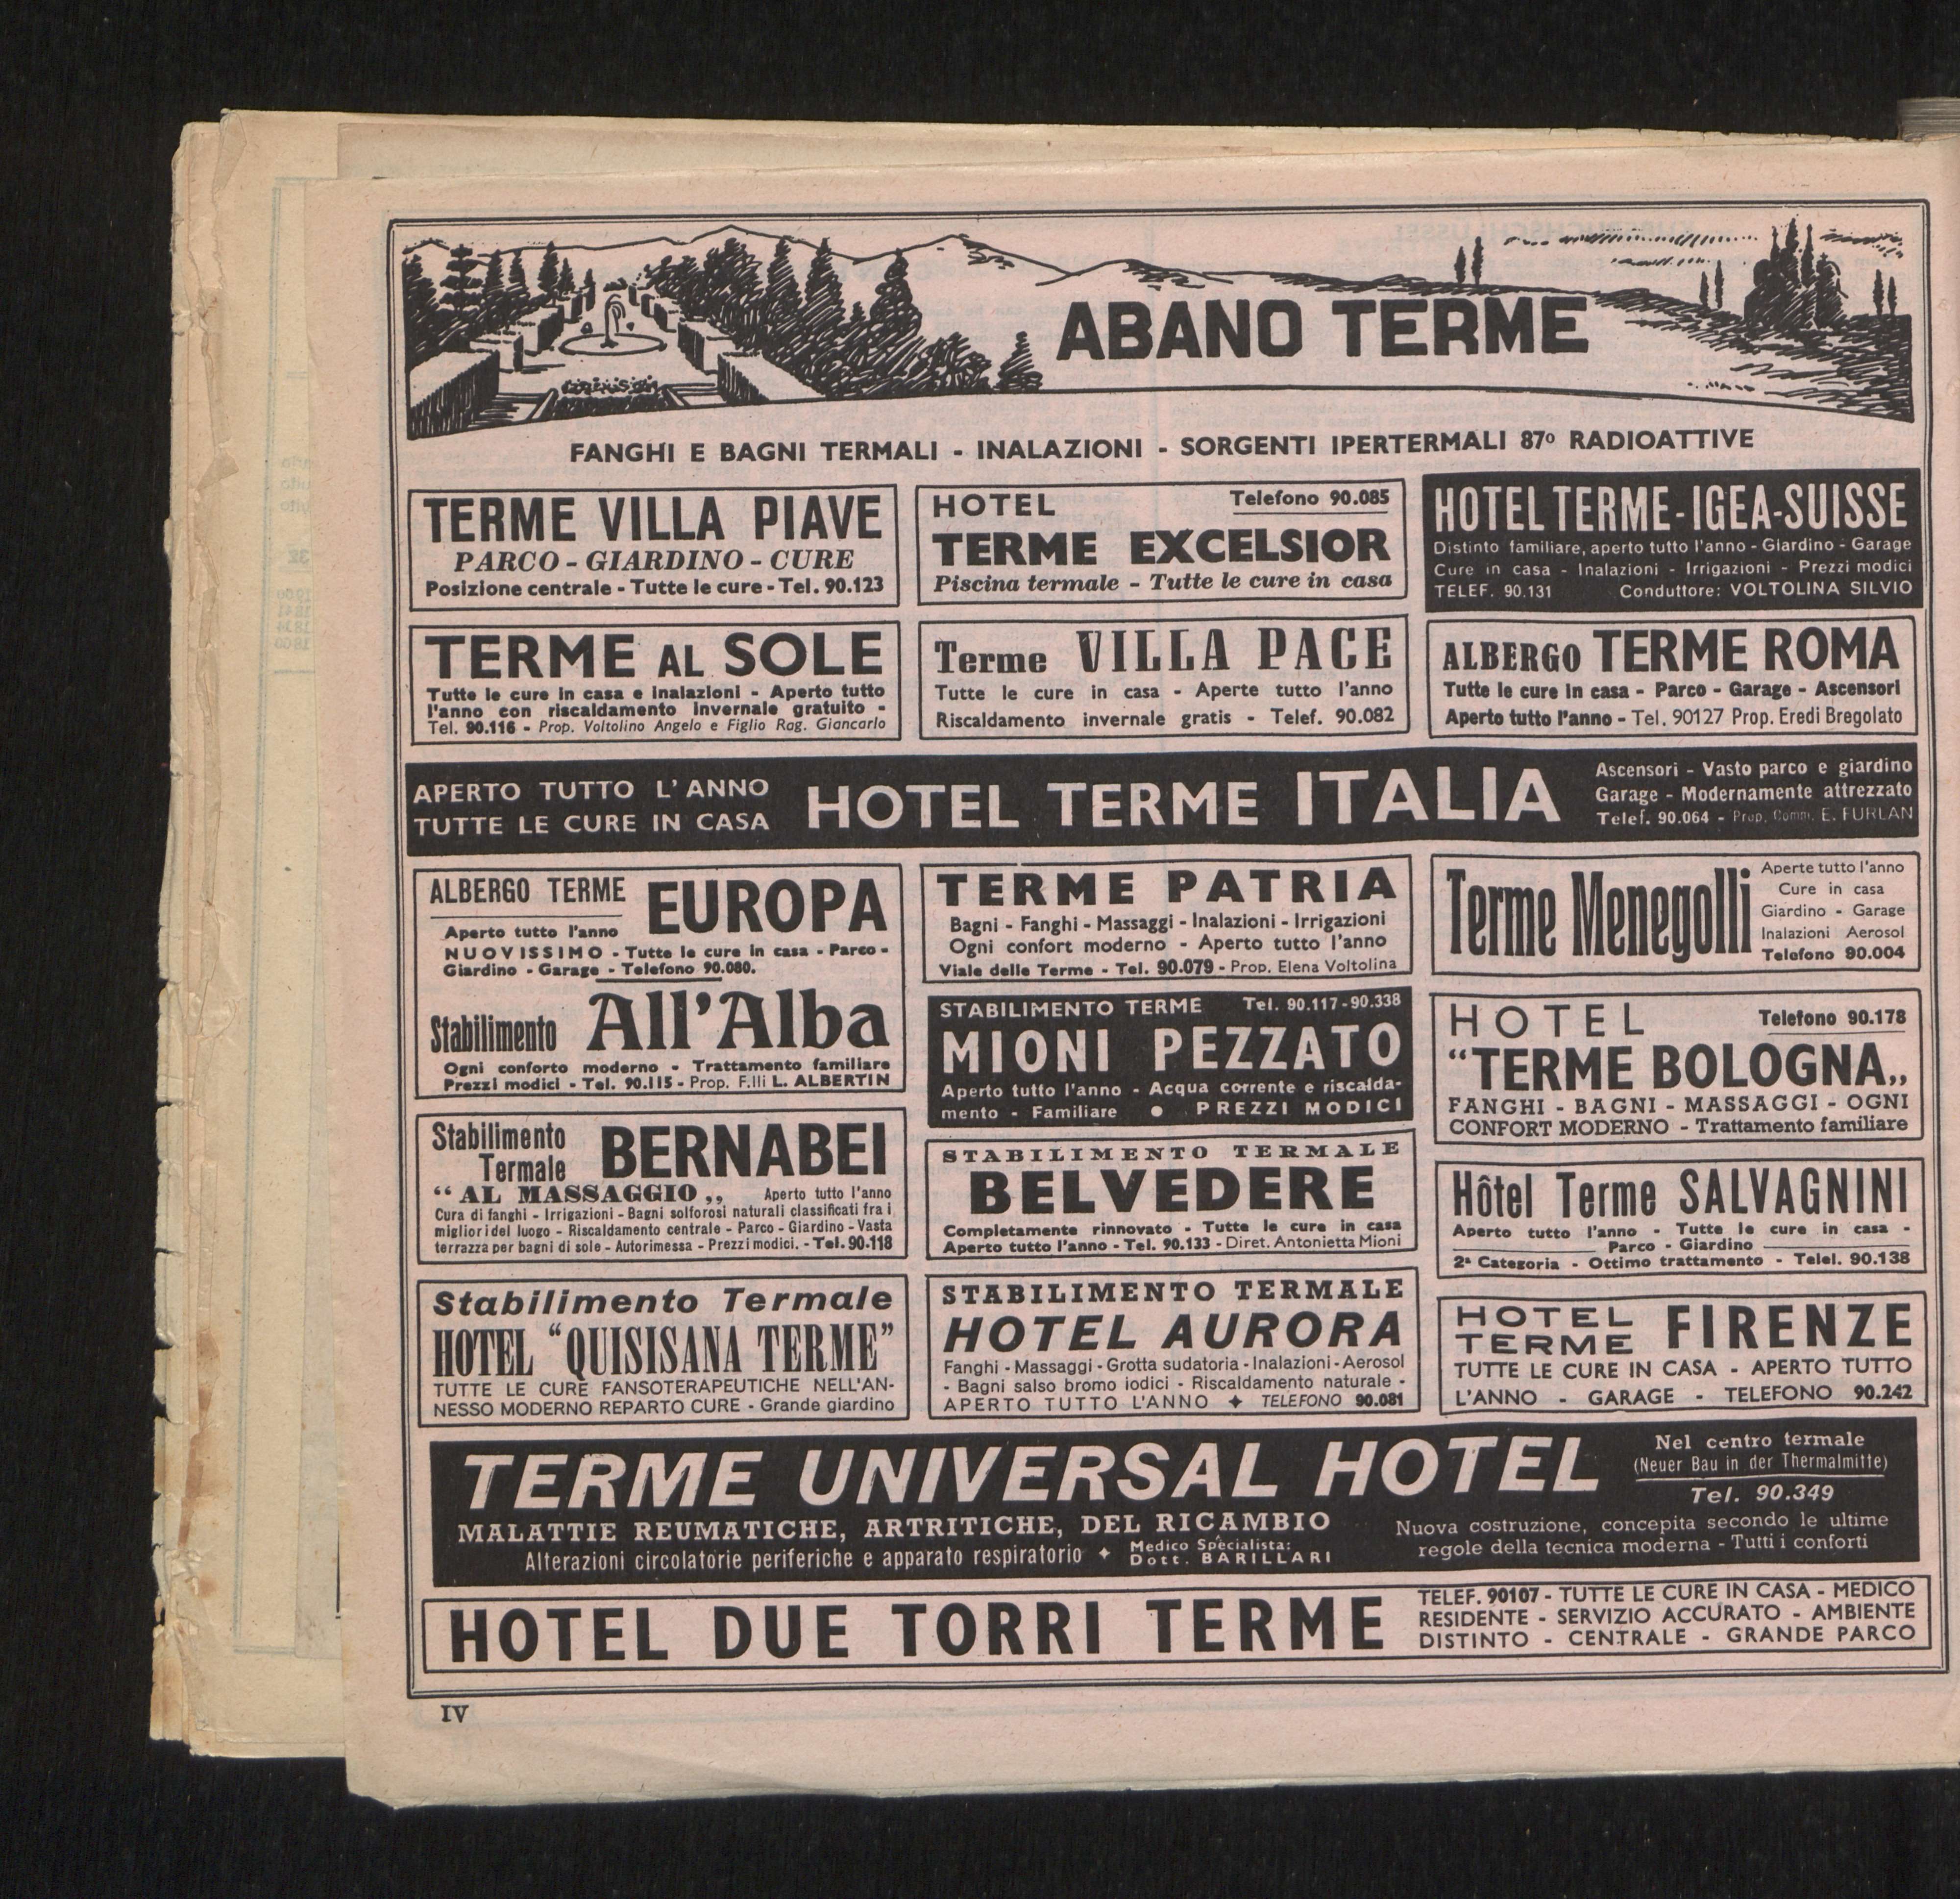 ABANO TERME
FANGHI E BAGNI TERMALI - INALAZIONI - SORGENTI IPERTERMALI 87º RADIOATTIVE
TERME VILLA PIAVE
PARCO - GIARDINO - CURE
Posizione centrale - Tutte le cure - Tel. 90.123
HOTEL Telefono 90.085
TERME EXCELSIOR
Piscina termale - Tutte le cure in casa
HOTEL TERME-IGEA-SUISSE
Distinto familiare, aperto tutto l'anno - Giardino - Garage
Cure in casa - Inalazioni - Irrigazioni - Prezzi modici
TELEF. 90.131 Conduttore: VOLTOLINA SILVIO
TERME AL SOLE
Tutte le cure in casa e inalazioni - Aperto tutto
l'anno con riscaldamento invernale gratuito -
Tel. 90.116 - Prop. Voltolino Angelo e Figlio Rag. Giancarlo
Terme VILLA PACE
Tutte le cure in casa - Aperte tutto l'anno
Riscaldamento invernale gratis - Telef. 90.082
ALBERGO TERME ROMA
Tutte le cure in casa - Parco - Garage - Ascensori
Aperto tutto l'anno - Tel. 90127 Prop. Eredi Bregolato
APERTO TUTTO L'ANNO
TUTTE LE CURE IN CASA
HOTEL TERME ITALIA
Ascensori - Vasto parco e giardino
Garage - Modernamente attrezzato
Telef. 90.064 - Prop. Comm. E. FURLAN
ALBERGO TERME EUROPA
Aperto tutto l'anno
NUOVISSIMO - Tutte le cure in casa - Parco -
Giardino - Garage - Telefono 90.080.
Stabilimento All'Alba
Ogni conforto moderno - Trattamento familiare
Prezzi modici - Tel. 90.115 - Prop. F.lli L. ALBERTIN
TERME PATRIA
Bagni - Fanghi - Massaggi - Inalazioni - Irrigazioni
Ogni confort moderno - Aperto tutto l'anno
Viale delle Terme - Tel. 90.079 - Prop. Elena Voltolina
Terme Menegolli
Aperte tutto l'anno
Cure in casa
Giardino - Garage
Inalazioni Aerosol
Telefono 90.004
STABILIMENTO TERME Tel. 90.117-90.338
MIONI PEZZATO
Aperto tutto l'anno - Acqua corrente e riscalda-
mento - Familiare • PREZZI MODICI
HOTEL Telefono 90.178
“TERME BOLOGNA„
FANGHI - BAGNI - MASSAGGI - OGNI
CONFORT MODERNO - Trattamento familiare
Stabilimento
Termale BERNABEI
“AL MASSAGGIO„ Aperto tutto l'anno
Cura di fanghi - Irrigazioni - Bagni solforosi naturali classificati fra i
migliori del luogo - Riscaldamento centrale - Parco - Giardino - Vasta
terrazza per bagni di sole - Autorimessa - Prezzi modici. - Tel. 90-118
STABILIMENTO TERMALE
BELVEDERE
Completamente rinnovato - Tutte le cure in casa
Aperto tutto l'anno - Tel. 90.133 - Diret. Antonietta Mioni
Hôtel Terme SALVAGNINI
Aperto tutto l'anno - Tutte le cure in casa -
Parco - Giardino
2ª Categoria - Ottimo trattamento - Telel. 90.138
Stabilimento Termale
HOTEL “QUISISANA TERME”
TUTTE LE CURE FANSOTERAPEUTICHE NELL'AN-
NESSO MODERNO REPARTO CURE - Grande giardino
STABILIMENTO TERMALE
HOTEL AURORA
Fanghi - Massaggi - Grotta sudatoria - Inalazioni - Aerosol
- Bagni salso bromo iodici - Riscaldamento naturale -
APERTO TUTTO L'ANNO ✦ TELEFONO 90.081
HOTEL
TERME FIRENZE
TUTTE LE CURE IN CASA - APERTO TUTTO
L'ANNO - GARAGE - TELEFONO 90.242
TERME UNIVERSAL HOTEL
MALATTIE REUMATICHE, ARTRITICHE, DEL RICAMBIO
Alterazioni circolatorie periferiche e apparato respiratorio ✦ Medico Specialista:
Dott. BARILLARI
Nel centro termale
(Neuer Bau in der Thermalmitte)
Tel. 90.349
Nuova costruzione, concepita secondo le ultime
regole della tecnica moderna - Tutti i conforti
HOTEL DUE TORRI TERME
TELEF. 90107 - TUTTE LE CURE IN CASA - MEDICO
RESIDENTE - SERVIZIO ACCURATO - AMBIENTE
DISTINTO - CENTRALE - GRANDE PARCO
IV